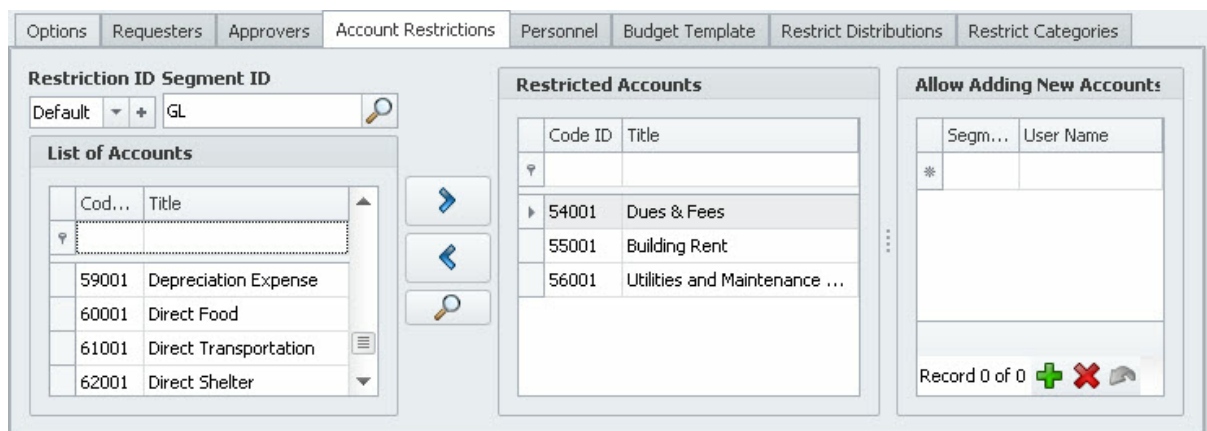 Options Requesters Approvers Account Restrictions Personnel Budget Template Restrict Distributions Restrict Categories
Restriction ID Segment ID
Default GL
List of Accounts
Cod... Title
59001 Depreciation Expense
60001 Direct Food
61001 Direct Transportation
62001 Direct Shelter
Restricted Accounts
Code ID Title
54001 Dues & Fees
55001 Building Rent
56001 Utilities and Maintenance ...
Allow Adding New Accounts
Segm... User Name
Record 0 of 0